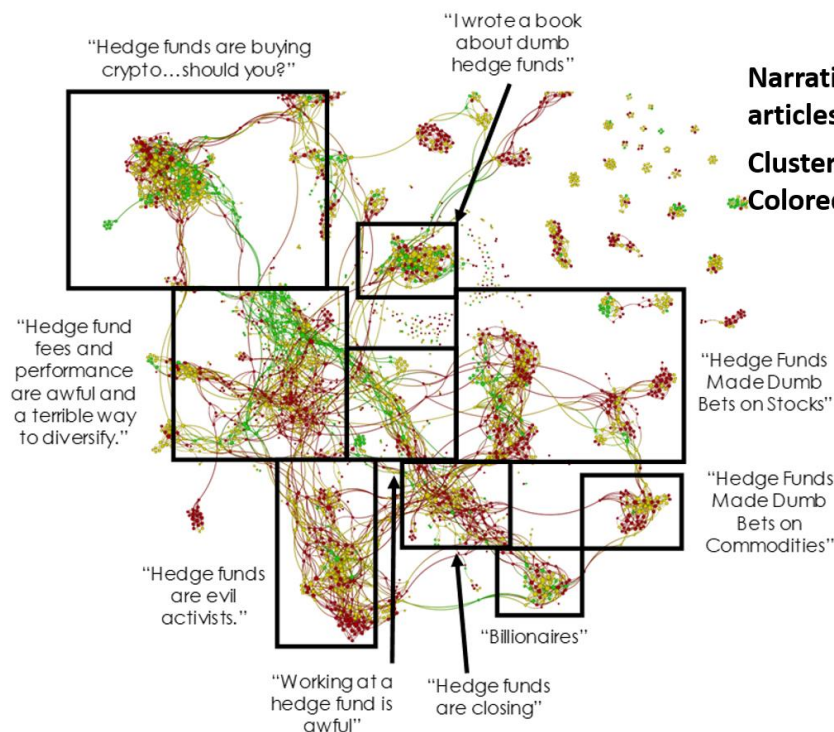 “Hedge funds are buying
crypto...should you?”
“I wrote a book
about dumb
hedge funds”
articles
Cluster
Colored
“Hedge fund
fees and
performance
are awful and
a terrible way
to diversify.”
“Hedge Funds
Made Dumb
Bets on Stocks”
“Hedge Funds
Made Dumb
Bets on
Commodities”
“Hedge funds
are evil
activists.”
“Billionaires”
“Working at a
hedge fund is
awful”
“Hedge funds
are closing”